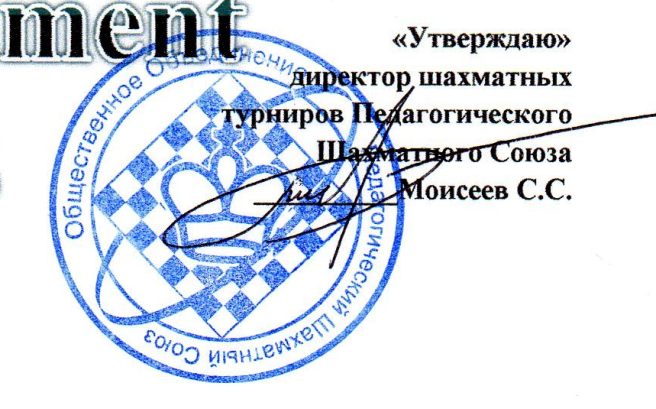 ment
«Утверждаю»
директор шахматных
турниров Педагогического
Шахматного Союза
Моисеев С.С.
Общественное Объединение
Педагогический Шахматный Союз